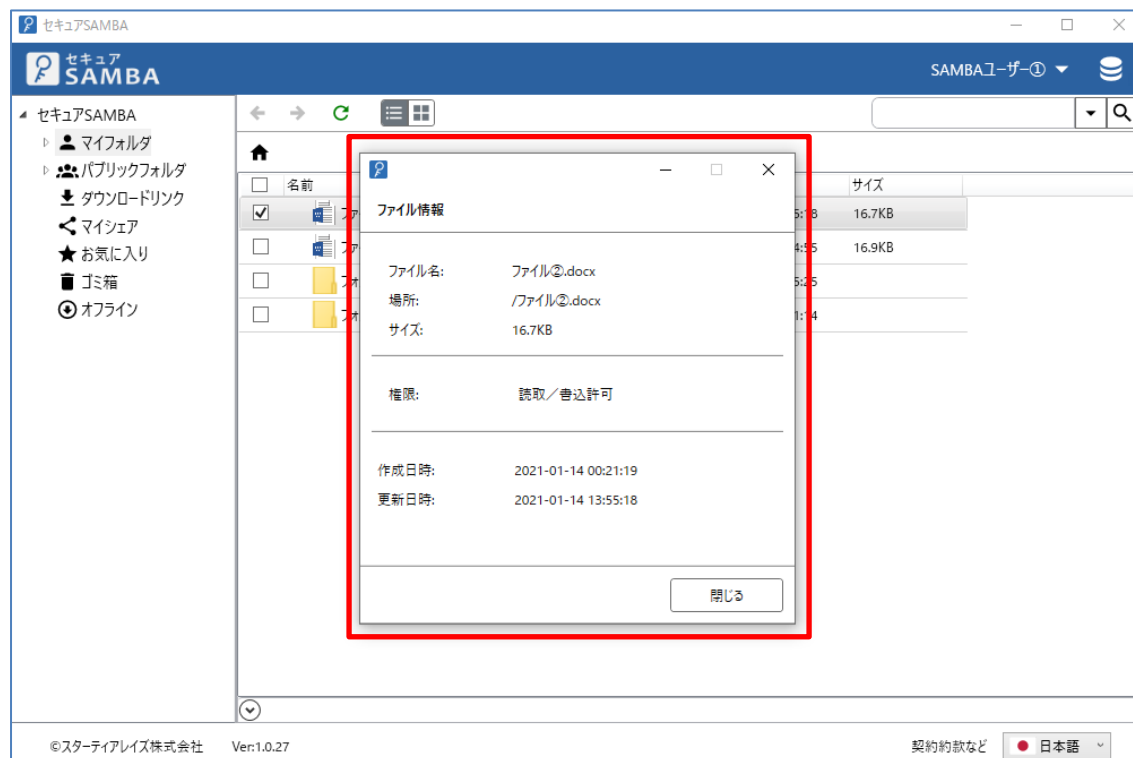 セキュアSAMBA
セキュア
SAMBA
SAMBAユーザー①
セキュアSAMBA
マイフォルダ
パブリックフォルダ
ダウンロードリンク
マイシェア
お気に入り
ゴミ箱
オフライン
名前 サイズ
16.7KB
16.9KB
ファイル情報
ファイル名: ファイル②.docx
場所: /ファイル②.docx
サイズ: 16.7KB
権限: 読取／書込許可
作成日時: 2021-01-14 00:21:19
更新日時: 2021-01-14 13:55:18
閉じる
©スターティアレイズ株式会社 Ver:1.0.27 契約約款など 日本語